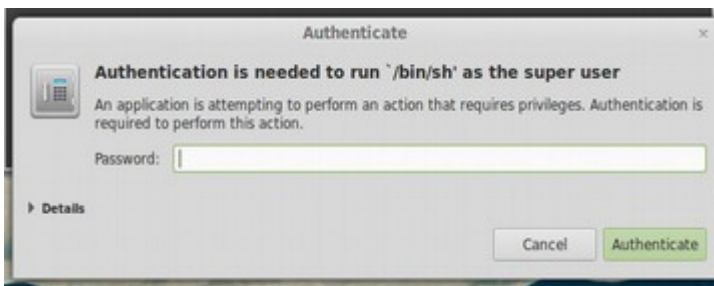 Authenticate
Authentication is needed to run `/bin/sh' as the super user
An application is attempting to perform an action that requires privileges. Authentication is
required to perform this action.
Password:
Details
Cancel
Authenticate